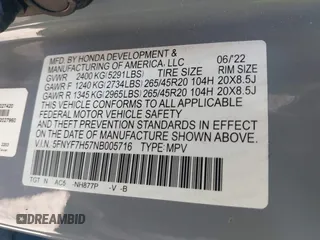 MFD. BY HONDA DEVELOPMENT &
MANUFACTURING OF AMERICA, LLC 06/'22
GVWR 2400 KG(5291LBS) TIRE SIZE RIM SIZE
GAWR F 1240 KG(2734LBS) 265/45R20 104H 20X8.5J
GAWR R 1345 KG(2965LBS) 265/45R20 104H 20X8.5J
THIS VEHICLE CONFORMS TO ALL APPLICABLE
FEDERAL MOTOR VEHICLE SAFETY STANDARDS IN
EFFECT ON THE DATE OF MANUFACTURE SHOWN ABOVE.
V.I.N. 5FNYF7H57NB005716 TYPE:MPV
TGT N AC5 -NH877P -V -B
DREAMBID